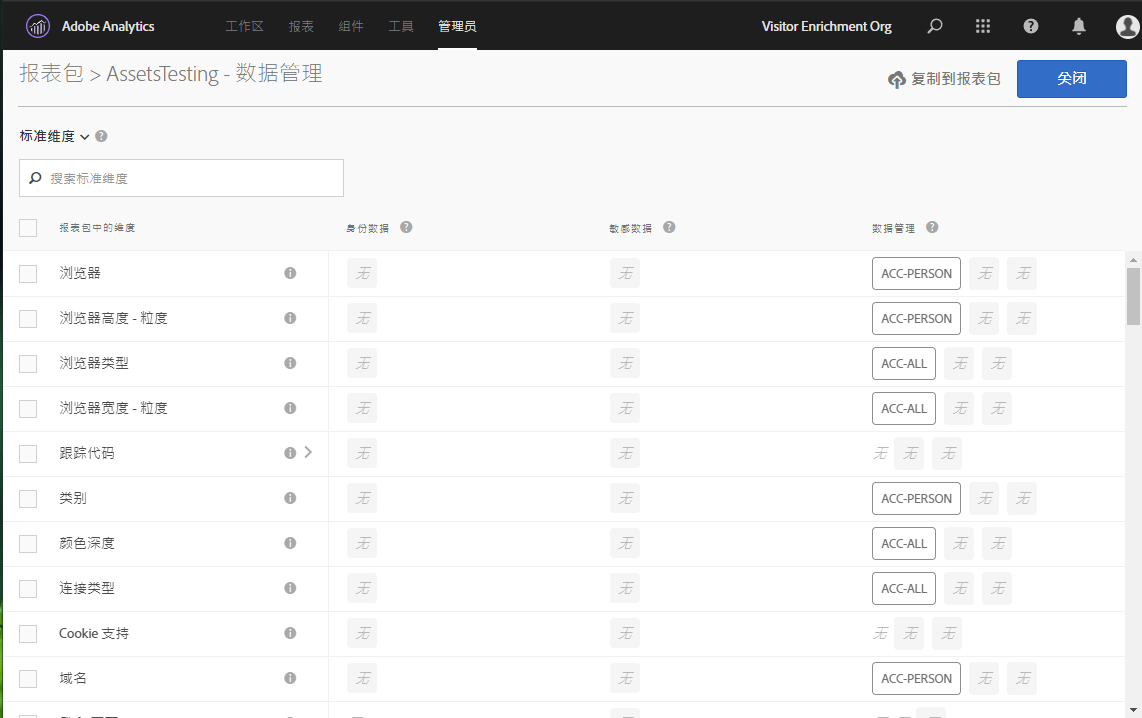 Adobe Analytics 工作区 报表 组件 工具 管理员 Visitor Enrichment Org
报表包 > AssetsTesting - 数据管理 复制到报表包 关闭
标准维度
搜索标准维度
报表包中的维度 身份数据 敏感数据 数据管理
浏览器 无 无 ACC-PERSON 无 无
浏览器高度 - 粒度 无 无 ACC-PERSON 无 无
浏览器类型 无 无 ACC-ALL 无 无
浏览器宽度 - 粒度 无 无 ACC-ALL 无 无
跟踪代码 无 无 无 无 无
类别 无 无 ACC-PERSON 无 无
颜色深度 无 无 ACC-ALL 无 无
连接类型 无 无 ACC-ALL 无 无
Cookie 支持 无 无 无 无 无
域名 无 无 ACC-PERSON 无 无